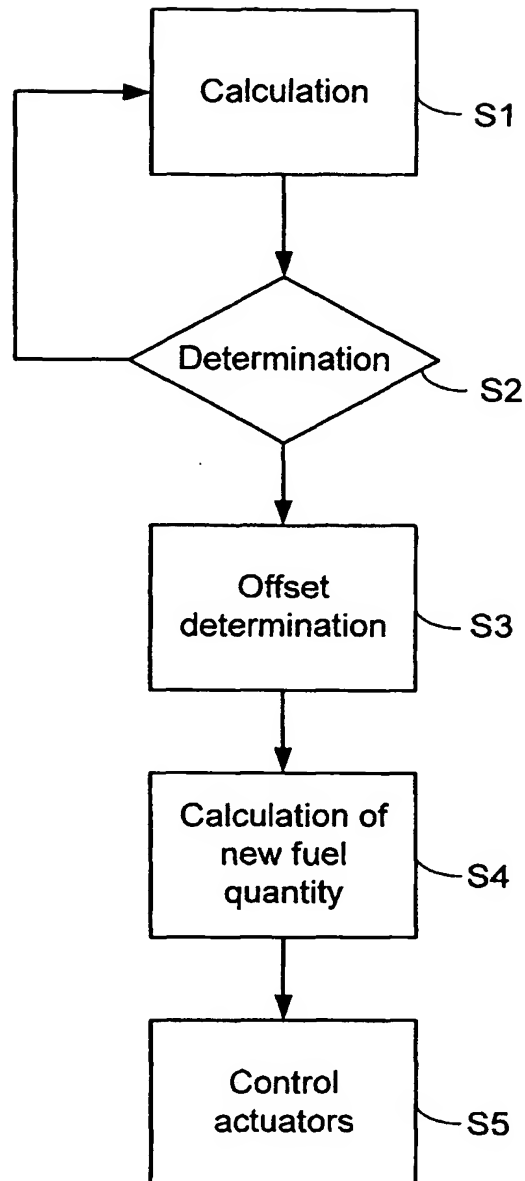 Calculation
S1
Determination
S2
Offset
determination
S3
Calculation of
new fuel
quantity
S4
Control
actuators
S5